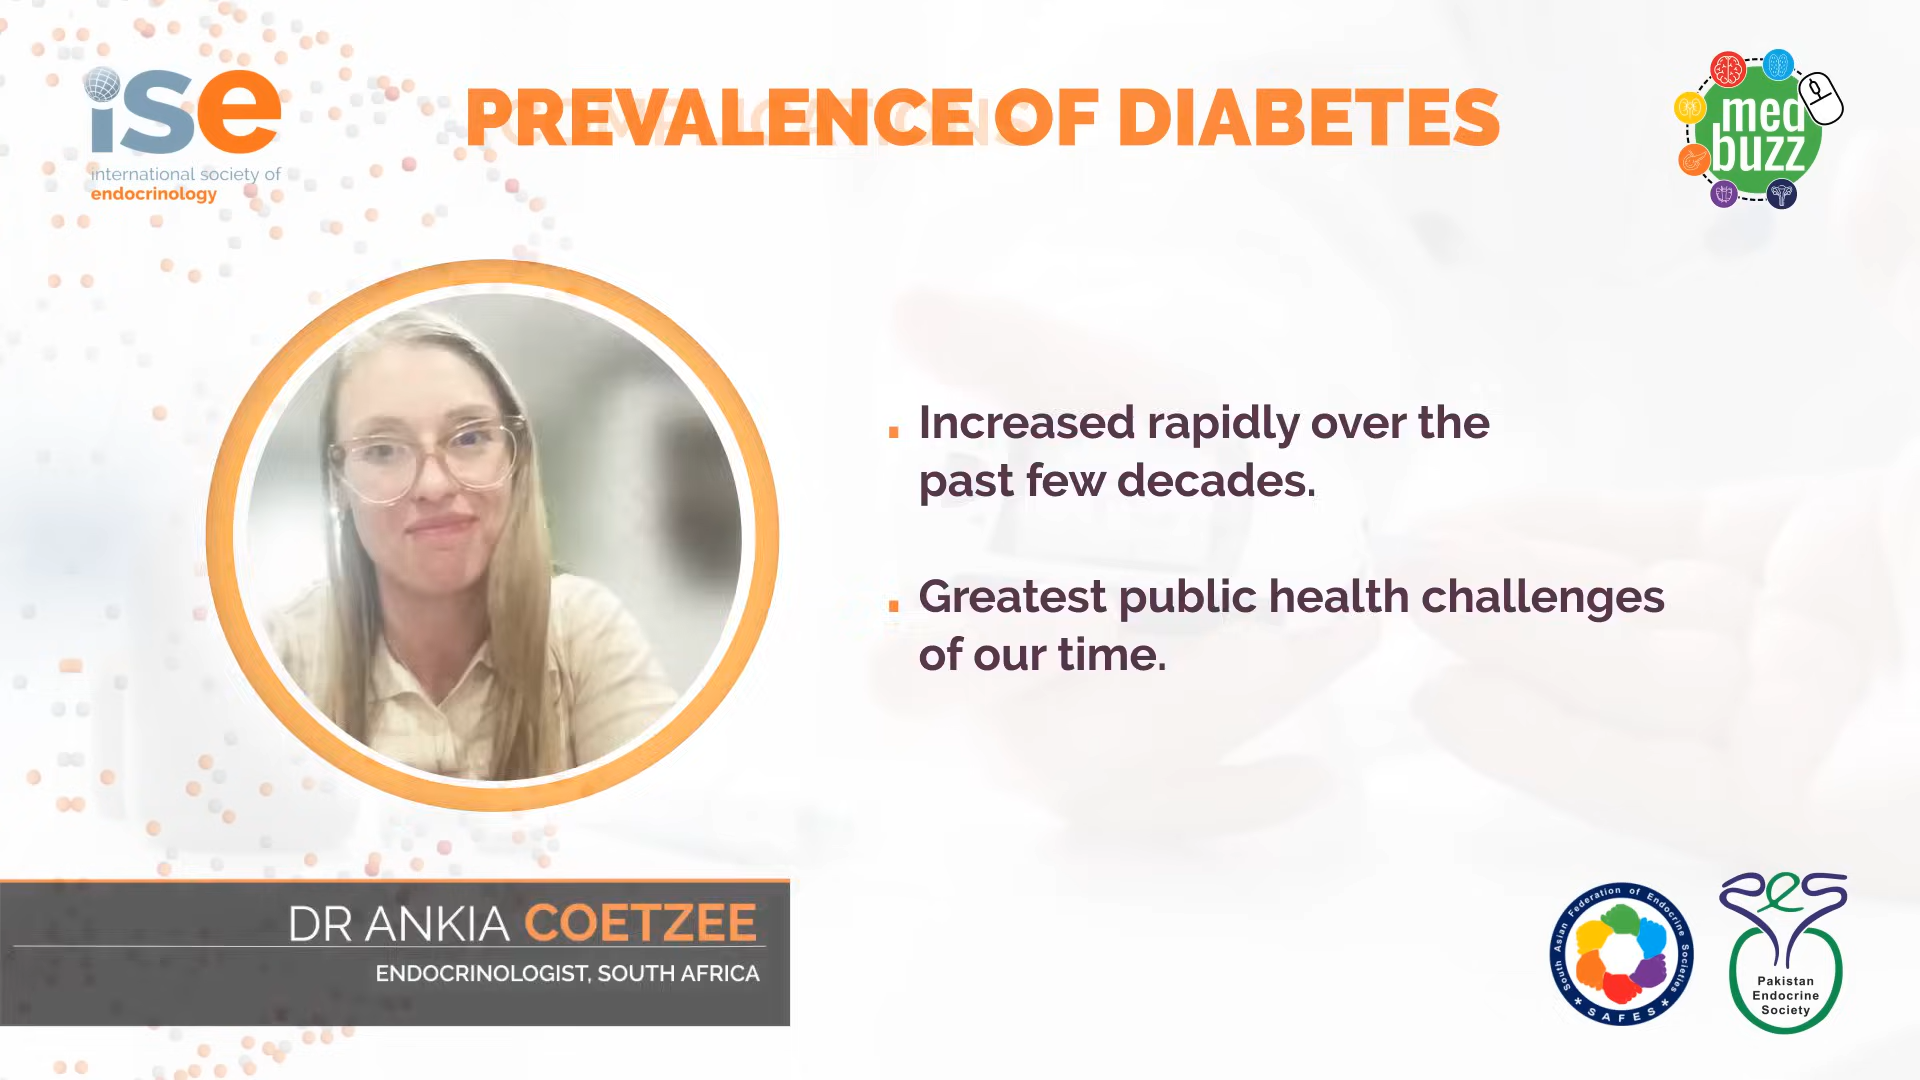 ise
international society of
endocrinology
PREVALENCE OF DIABETES
med
buzz
Increased rapidly over the
past few decades.
Greatest public health challenges
of our time.
DR ANKIA COETZEE
ENDOCRINOLOGIST, SOUTH AFRICA
South Asian Federation of Endocrine Societies
SAFES
PES
Pakistan
Endocrine
Society